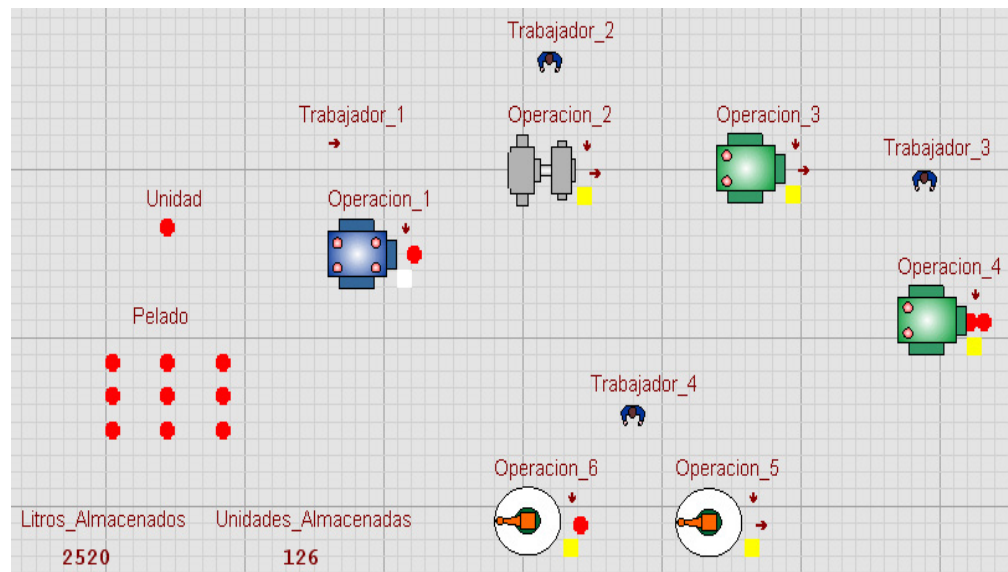 Trabajador_2
Trabajador_1
Operacion_2
Operacion_3
Trabajador_3
Unidad
Operacion_1
Operacion_4
Pelado
Trabajador_4
Operacion_6
Operacion_5
Litros_Almacenados
Unidades_Almacenadas
2520
126